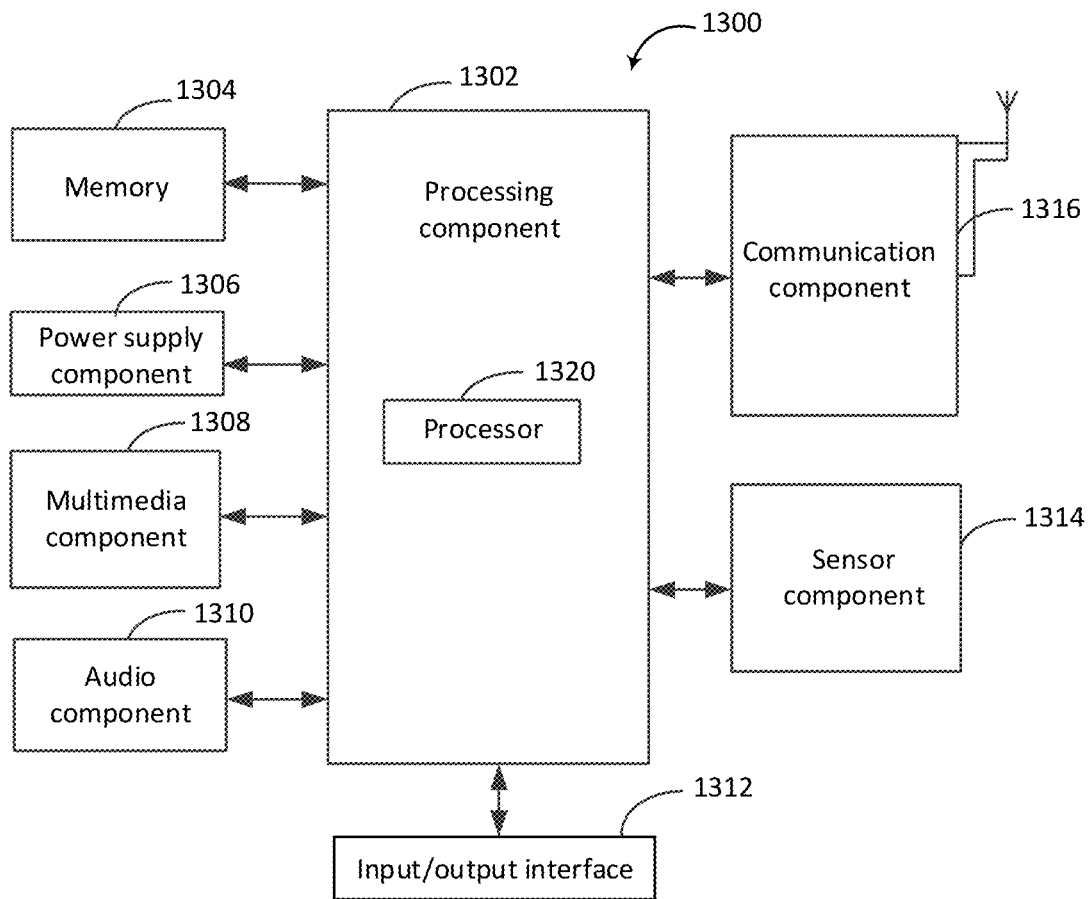 1300
1304
Memory
1302
Processing
component
1316
Communication
component
1306
Power supply
component
1320
Processor
1308
Multimedia
component
1314
Sensor
component
1310
Audio
component
1312
Input/output interface